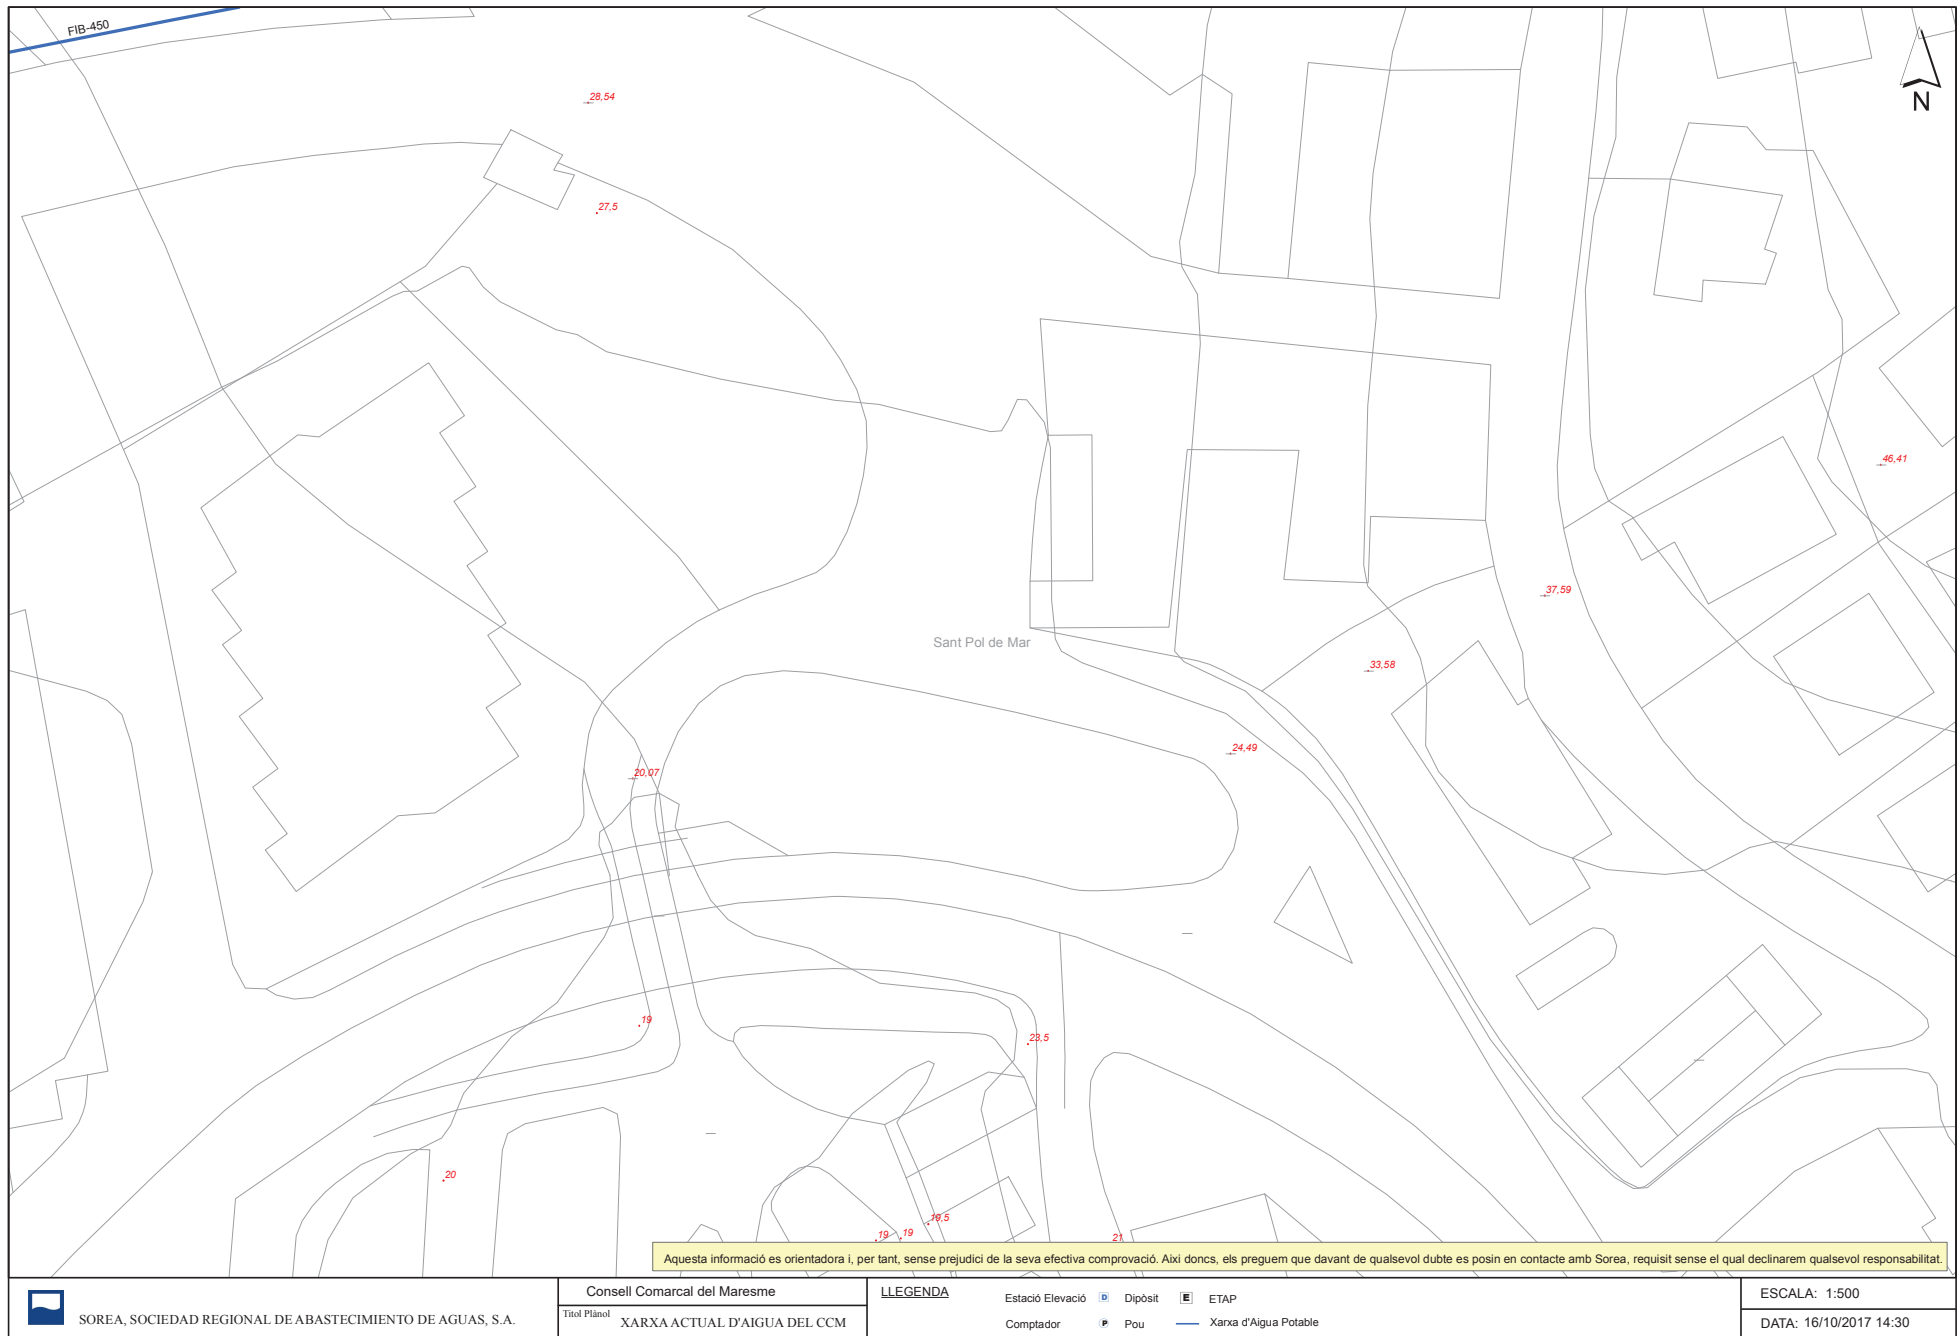 FIB-450
28,54
N
27,5
46,41
37,59
Sant Pol de Mar
33,58
24,49
20,07
19
23,5
20
19,5
19
19
21
Aquesta informació es orientadora i, per tant, sense prejudici de la seva efectiva comprovació. Així doncs, els preguem que davant de qualsevol dubte es posin en contacte amb Sorea, requisit sense el qual declinarem qualsevol responsabilitat.
SOREA, SOCIEDAD REGIONAL DE ABASTECIMIENTO DE AGUAS, S.A.
Consell Comarcal del Maresme
Titol Plànol
XARXA ACTUAL D'AIGUA DEL CCM
LLEGENDA
Estació Elevació D Dipòsit E ETAP
Comptador P Pou Xarxa d'Aigua Potable
ESCALA: 1:500
DATA: 16/10/2017 14:30